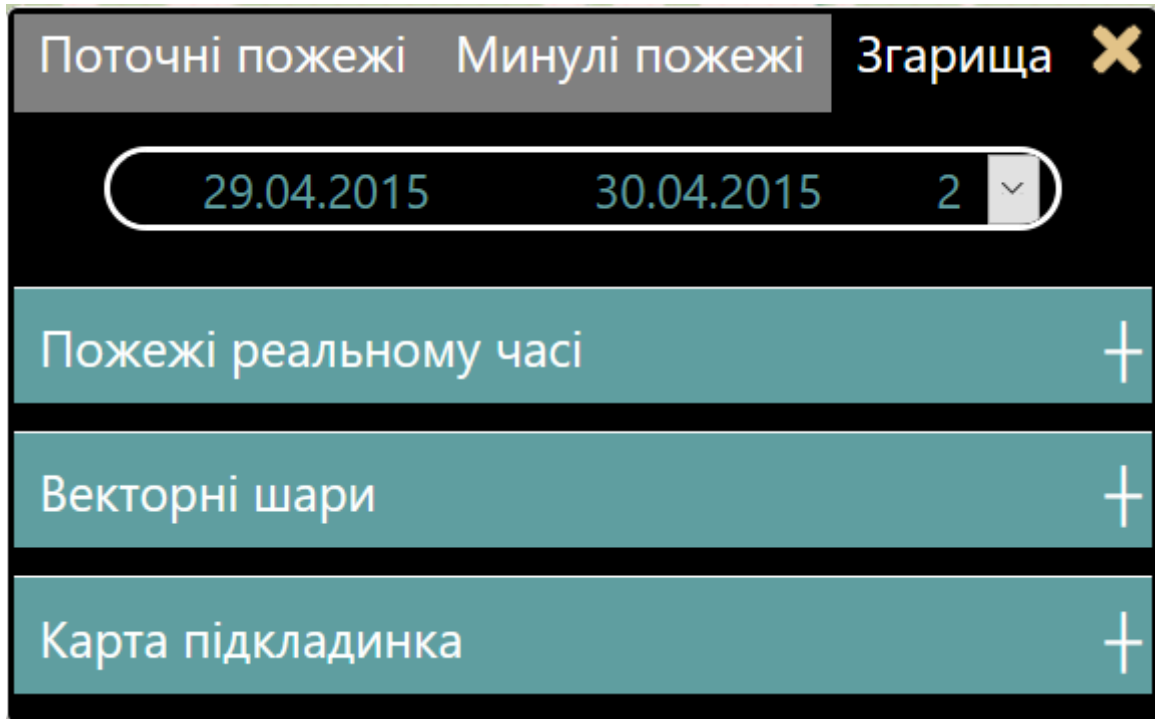 Поточні пожежі Минулі пожежі Згарища
29.04.2015 30.04.2015 2
Пожежі реальному часі
Векторні шари
Карта підкладинка